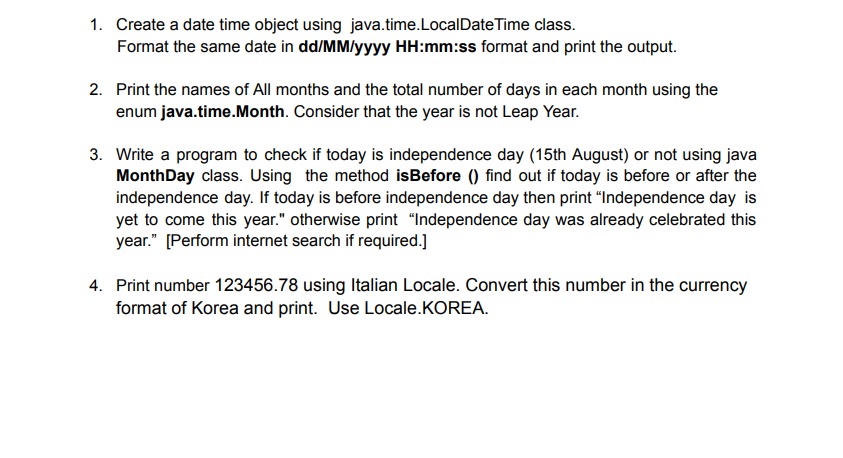 1. Create a date time object using java.time.LocalDateTime class.
Format the same date in dd/MM/yyyy HH:mm:ss format and print the output.
2. Print the names of All months and the total number of days in each month using the
enum java.time.Month. Consider that the year is not Leap Year.
3. Write a program to check if today is independence day (15th August) or not using java
MonthDay class. Using the method isBefore () find out if today is before or after the
independence day. If today is before independence day then print “Independence day is
yet to come this year." otherwise print “Independence day was already celebrated this
year.” [Perform internet search if required.]
4. Print number 123456.78 using Italian Locale. Convert this number in the currency
format of Korea and print. Use Locale.KOREA.